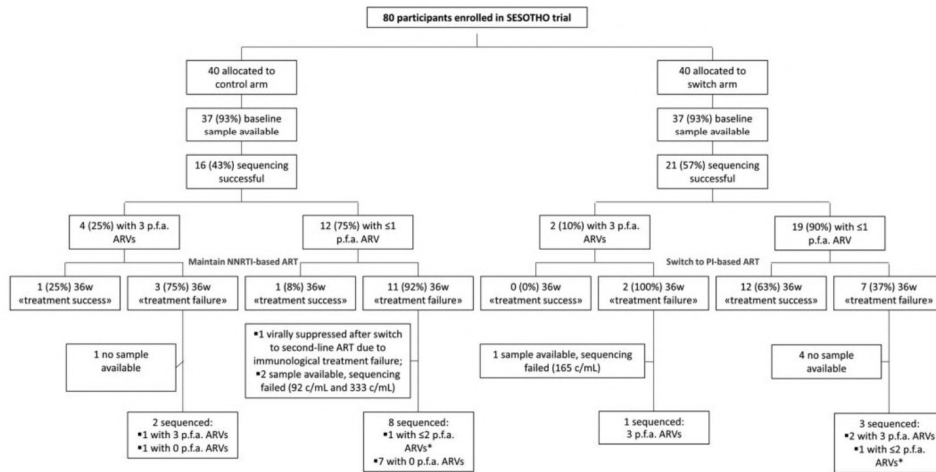 80 participants enrolled in SESOTHO trial
40 allocated to
control arm
40 allocated to
switch arm
37 (93%) baseline
sample available
37 (93%) baseline
sample available
16 (43%) sequencing
successful
21 (57%) sequencing
successful
4 (25%) with 3 p.f.a.
ARVs
12 (75%) with ≤1
p.f.a. ARV
2 (10%) with 3 p.f.a.
ARVs
19 (90%) with ≤1
p.f.a. ARV
Maintain NNRTI-based ART
Switch to PI-based ART
1 (25%) 36w
«treatment success»
3 (75%) 36w
«treatment failure»
1 (8%) 36w
«treatment success»
11 (92%) 36w
«treatment failure»
0 (0%) 36w
«treatment success»
2 (100%) 36w
«treatment failure»
12 (63%) 36w
«treatment success»
7 (37%) 36w
«treatment failure»
1 no sample
available
▪1 virally suppressed after switch
to second-line ART due to
immunological treatment failure;
▪2 sample available, sequencing
failed (92 c/mL and 333 c/mL)
1 sample available, sequencing
failed (165 c/mL)
4 no sample
available
2 sequenced:
▪1 with 3 p.f.a. ARVs
▪1 with 0 p.f.a. ARVs
8 sequenced:
▪1 with ≤2 p.f.a.
ARVs*
▪7 with 0 p.f.a. ARVs
1 sequenced:
3 p.f.a. ARVs
3 sequenced:
▪2 with 3 p.f.a. ARVs
▪1 with ≤2 p.f.a.
ARVs*